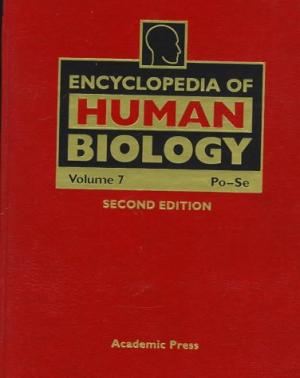 ENCYCLOPEDIA OF
HUMAN
BIOLOGY
Volume 7 Po–Se
SECOND EDITION
Academic Press